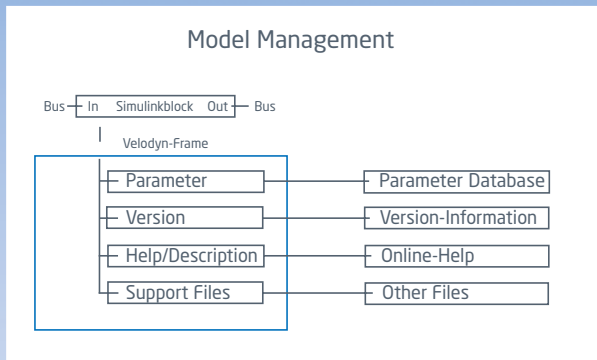 Model Management
Bus In Simulinkblock Out Bus
Velodyn-Frame
Parameter Parameter Database
Version Version-Information
Help/Description Online-Help
Support Files Other Files